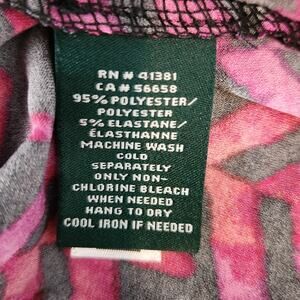 RN # 41381
CA # 56658
95% POLYESTER/
POLYESTER
5% ELASTANE/
ÉLASTHANNE
MACHINE WASH
COLD
SEPARATELY
ONLY NON-
CHLORINE BLEACH
WHEN NEEDED
HANG TO DRY
COOL IRON IF NEEDED